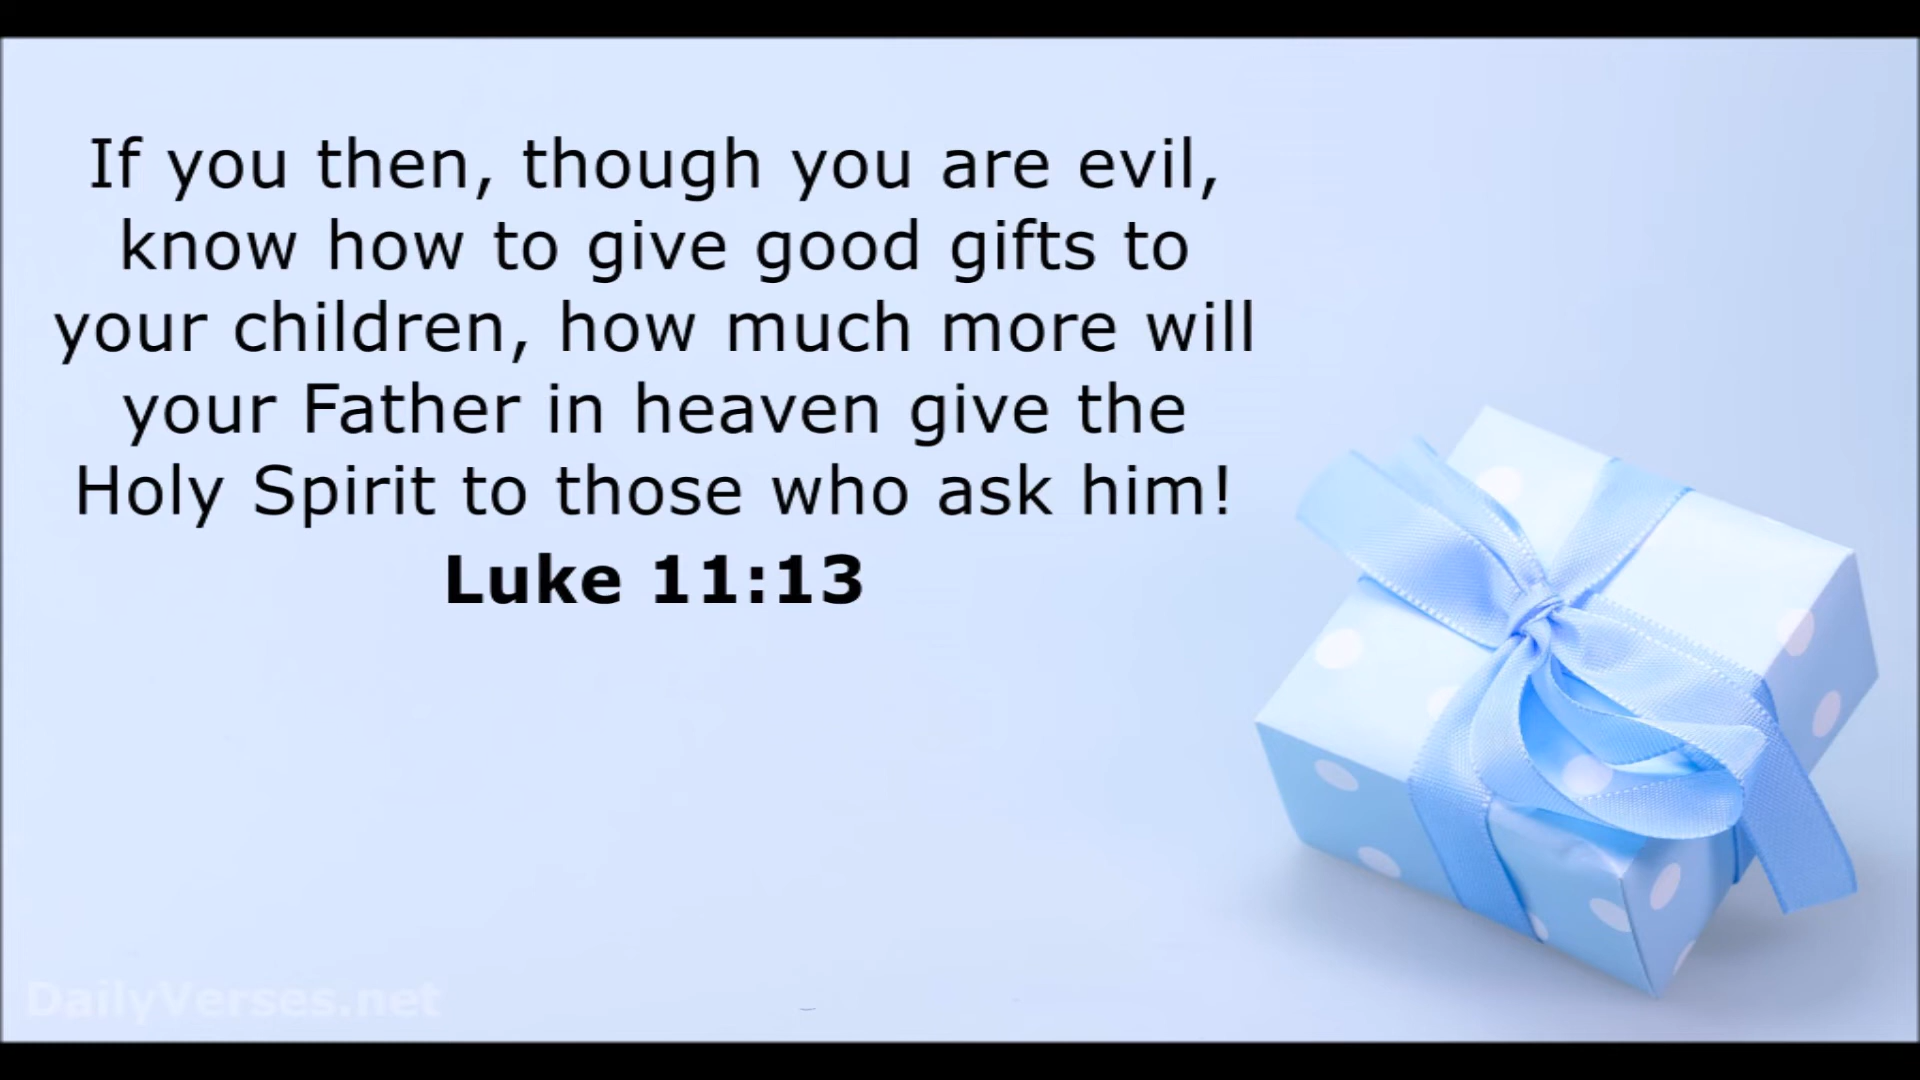 If you then, though you are evil,
know how to give good gifts to
your children, how much more will
your Father in heaven give the
Holy Spirit to those who ask him!
Luke 11:13
DailyVerses.net